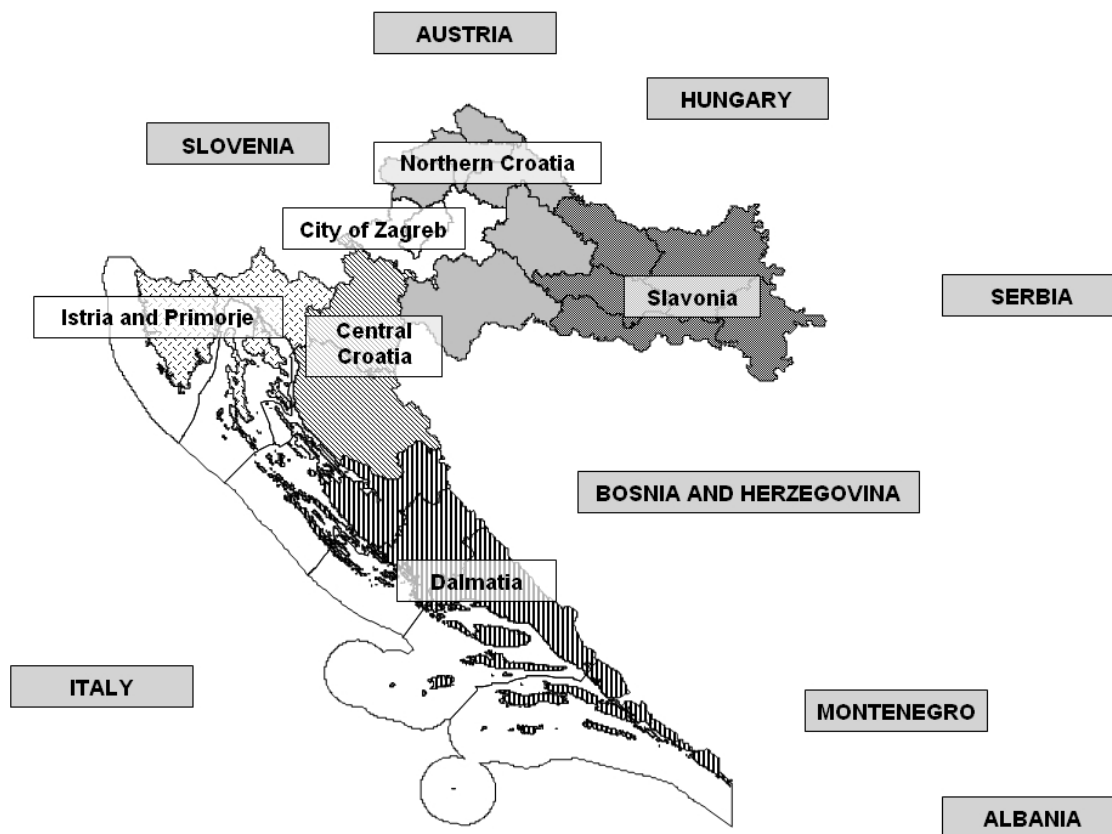 AUSTRIA
HUNGARY
SLOVENIA
Northern Croatia
City of Zagreb
Slavonia
SERBIA
Istria and Primorje
Central
Croatia
BOSNIA AND HERZEGOVINA
Dalmatia
ITALY
MONTENEGRO
ALBANIA